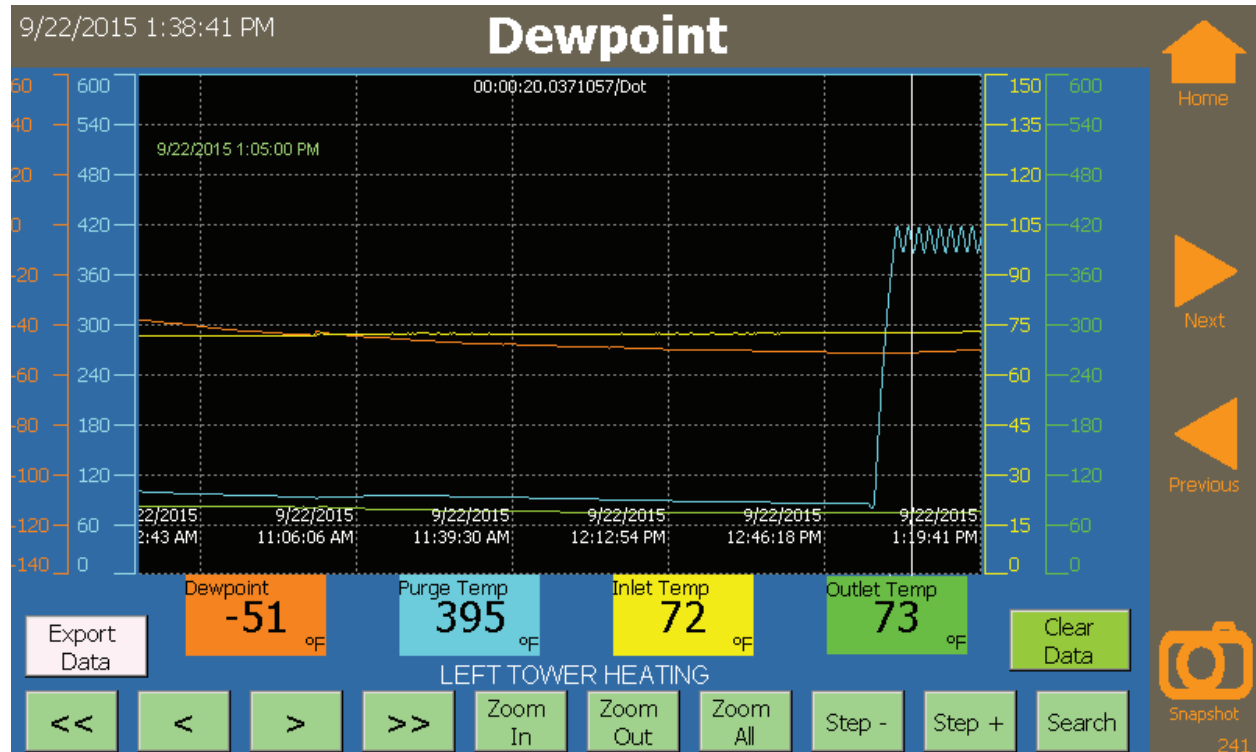 9/22/2015 1:38:41 PM
Dewpoint
Home
00:00:20.0371057/Dot
9/22/2015 1:05:00 PM
60 600 150 600
40 540 135 540
20 480 120 480
0 420 105 420
-20 360 90 360
-40 300 75 300
-60 240 60 240
-80 180 45 180
-100 120 30 120
-120 60 15 60
-140 0 0 0
22/2015 9/22/2015 9/22/2015 9/22/2015 9/22/2015 9/22/2015
2:43 AM 11:06:06 AM 11:39:30 AM 12:12:54 PM 12:46:18 PM 1:19:41 PM
Next
Previous
Dewpoint
-51 °F
Purge Temp
395 °F
Inlet Temp
72 °F
Outlet Temp
73 °F
Export
Data
Clear
Data
LEFT TOWER HEATING
<<
<
>
>>
Zoom
In
Zoom
Out
Zoom
All
Step -
Step +
Search
Snapshot
241